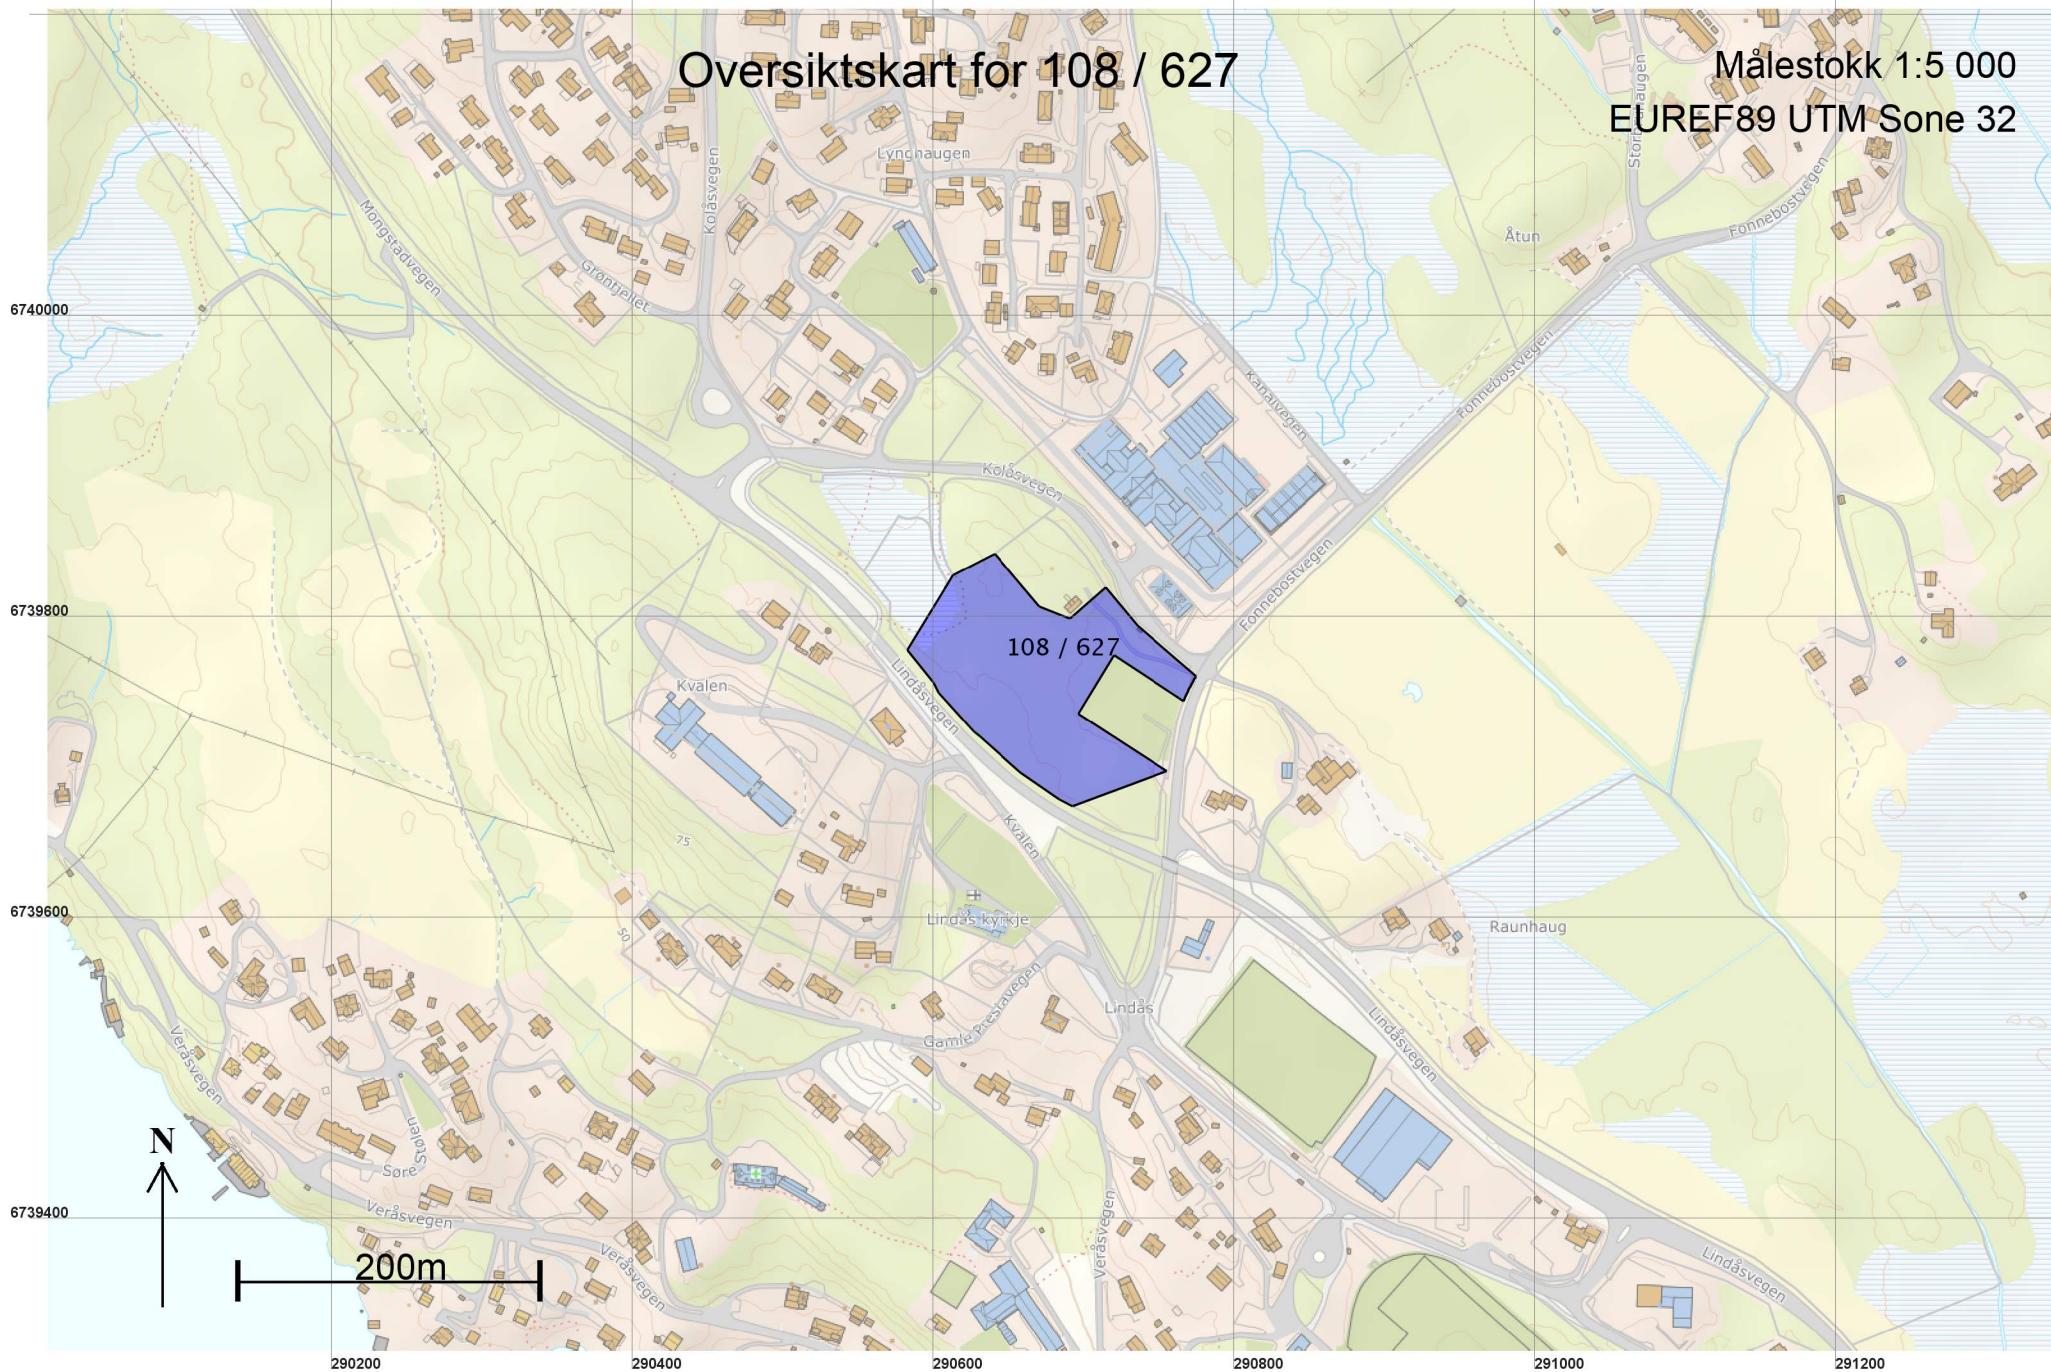 Oversiktskart for 108 / 627
Målestokk 1:5 000
EUREF89 UTM Sone 32
Lynghaugen
Kolåsvegen
Mongstadvegen
Grønfjellet
Fonnebostvegen
Åtun
6740000
Kanalvegen
Fonnebostvegen
Kolåsvegen
Fonnebostvegen
6739800
108 / 627
Kvalen
Lindåsvegen
75
Kvalen
6739600
50
Lindås kyrkje
Raunhaug
Lindås
Gamle Prestavegen
Lindåsvegen
Veråsvegen
Stølen
Søre
N
6739400
Veråsvegen
Veråsvegen
Veråsvegen
Lindåsvegen
200m
290200
290400
290600
290800
291000
291200